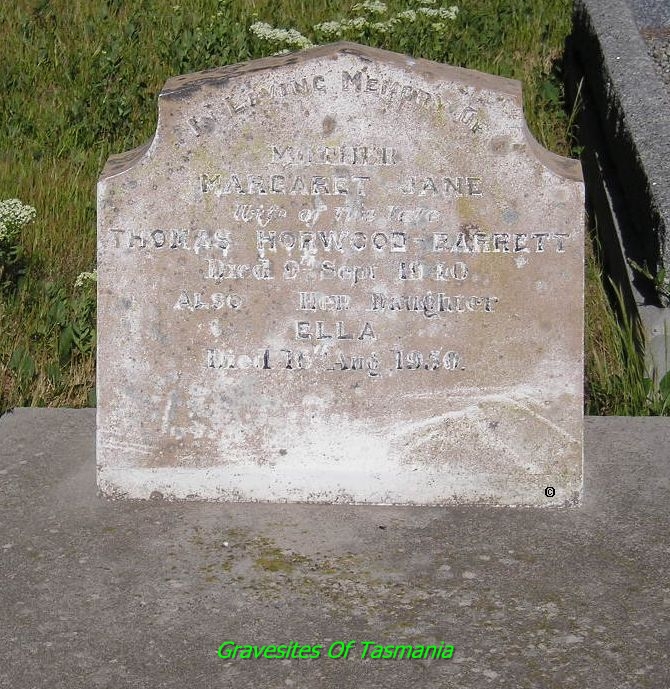 In Loving Memory Of
Mother
Margaret Jane
Wife of the late
Thomas Horwood Barrett
Died 9th Sept 1940
Also Her Daughter
Ella
Died 18th Aug 1950.
©
Gravesites Of Tasmania